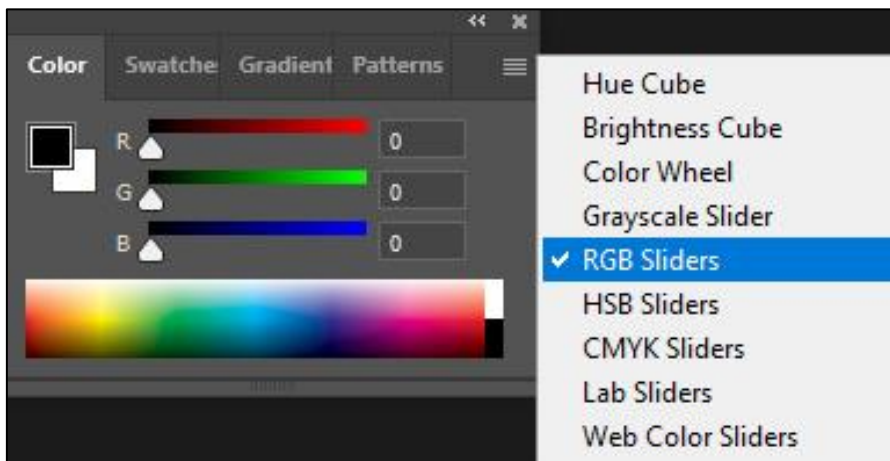 Color Swatche Gradient Patterns
R 0
G 0
B 0
Hue Cube
Brightness Cube
Color Wheel
Grayscale Slider
RGB Sliders
HSB Sliders
CMYK Sliders
Lab Sliders
Web Color Sliders